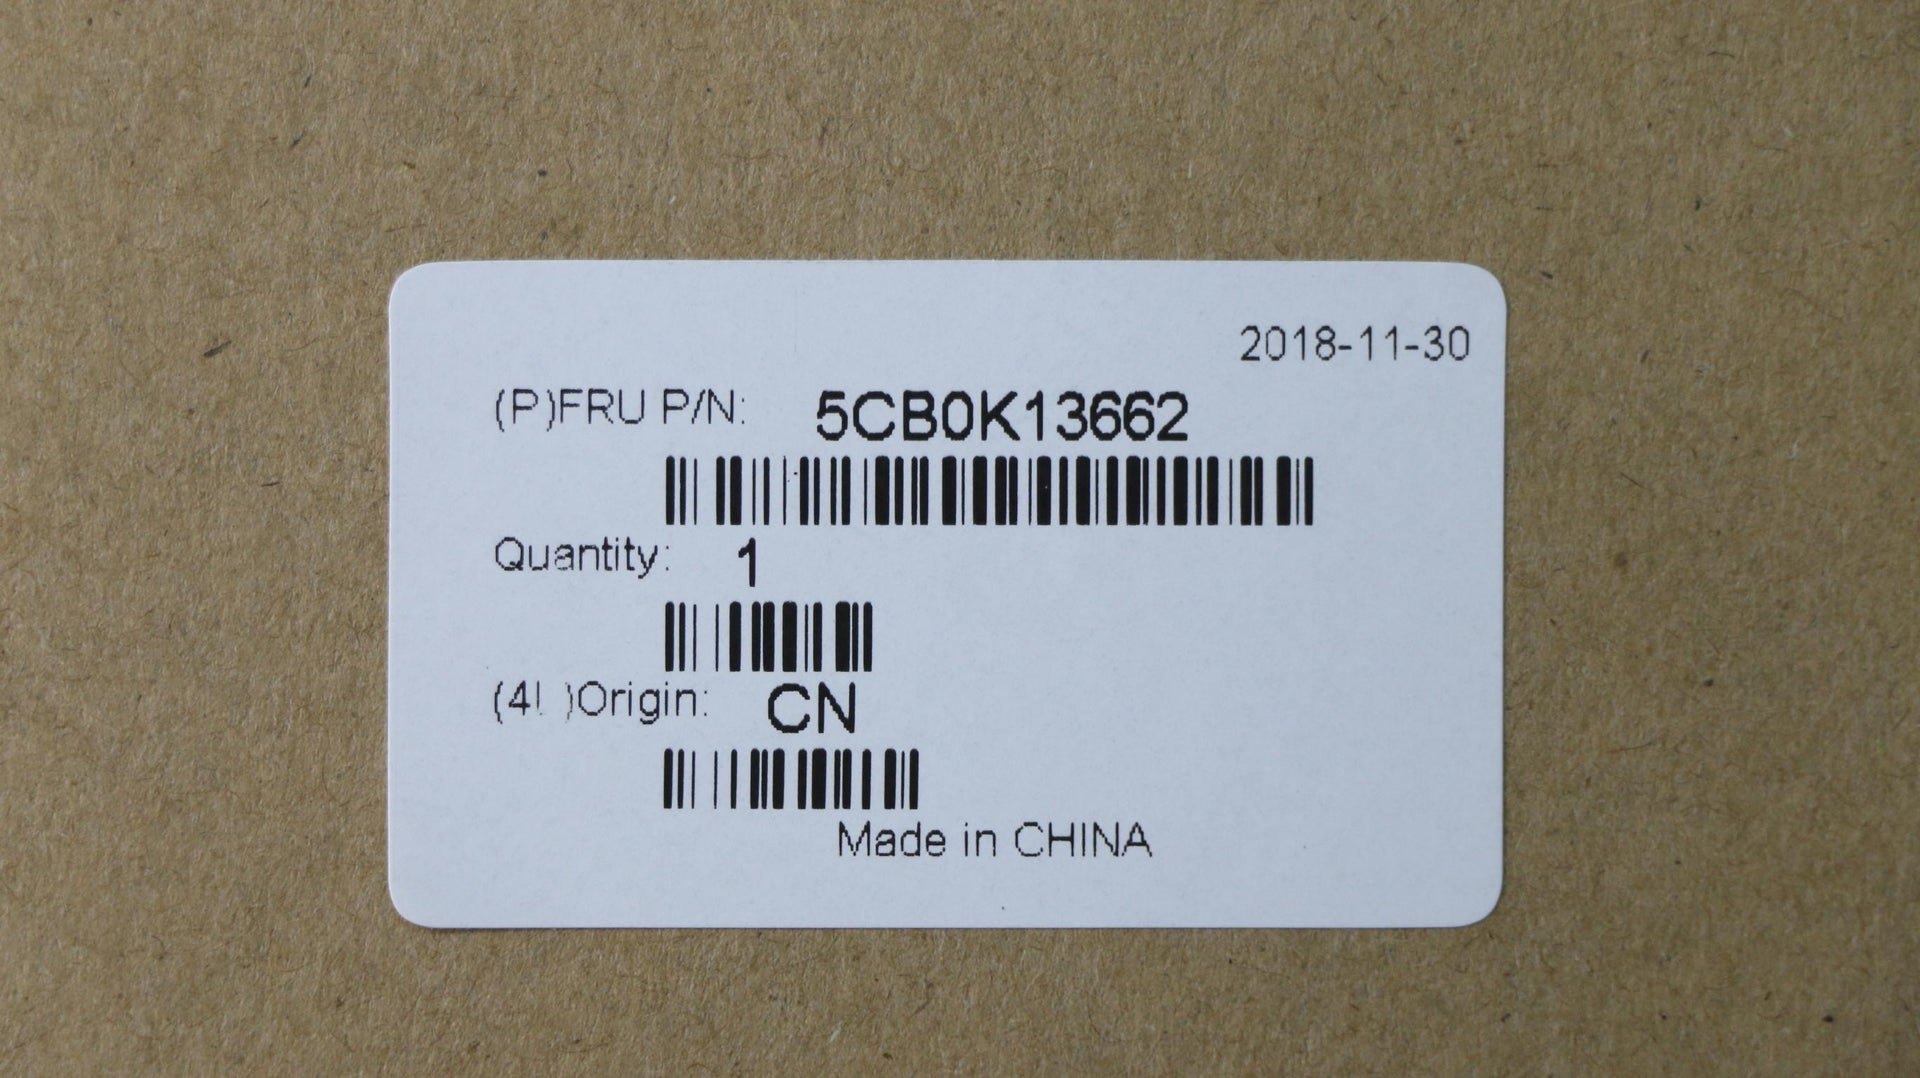 2018-11-30
(P)FRU P/N: 5CB0K13662
Quantity: 1
(4L)Origin: CN
Made in CHINA